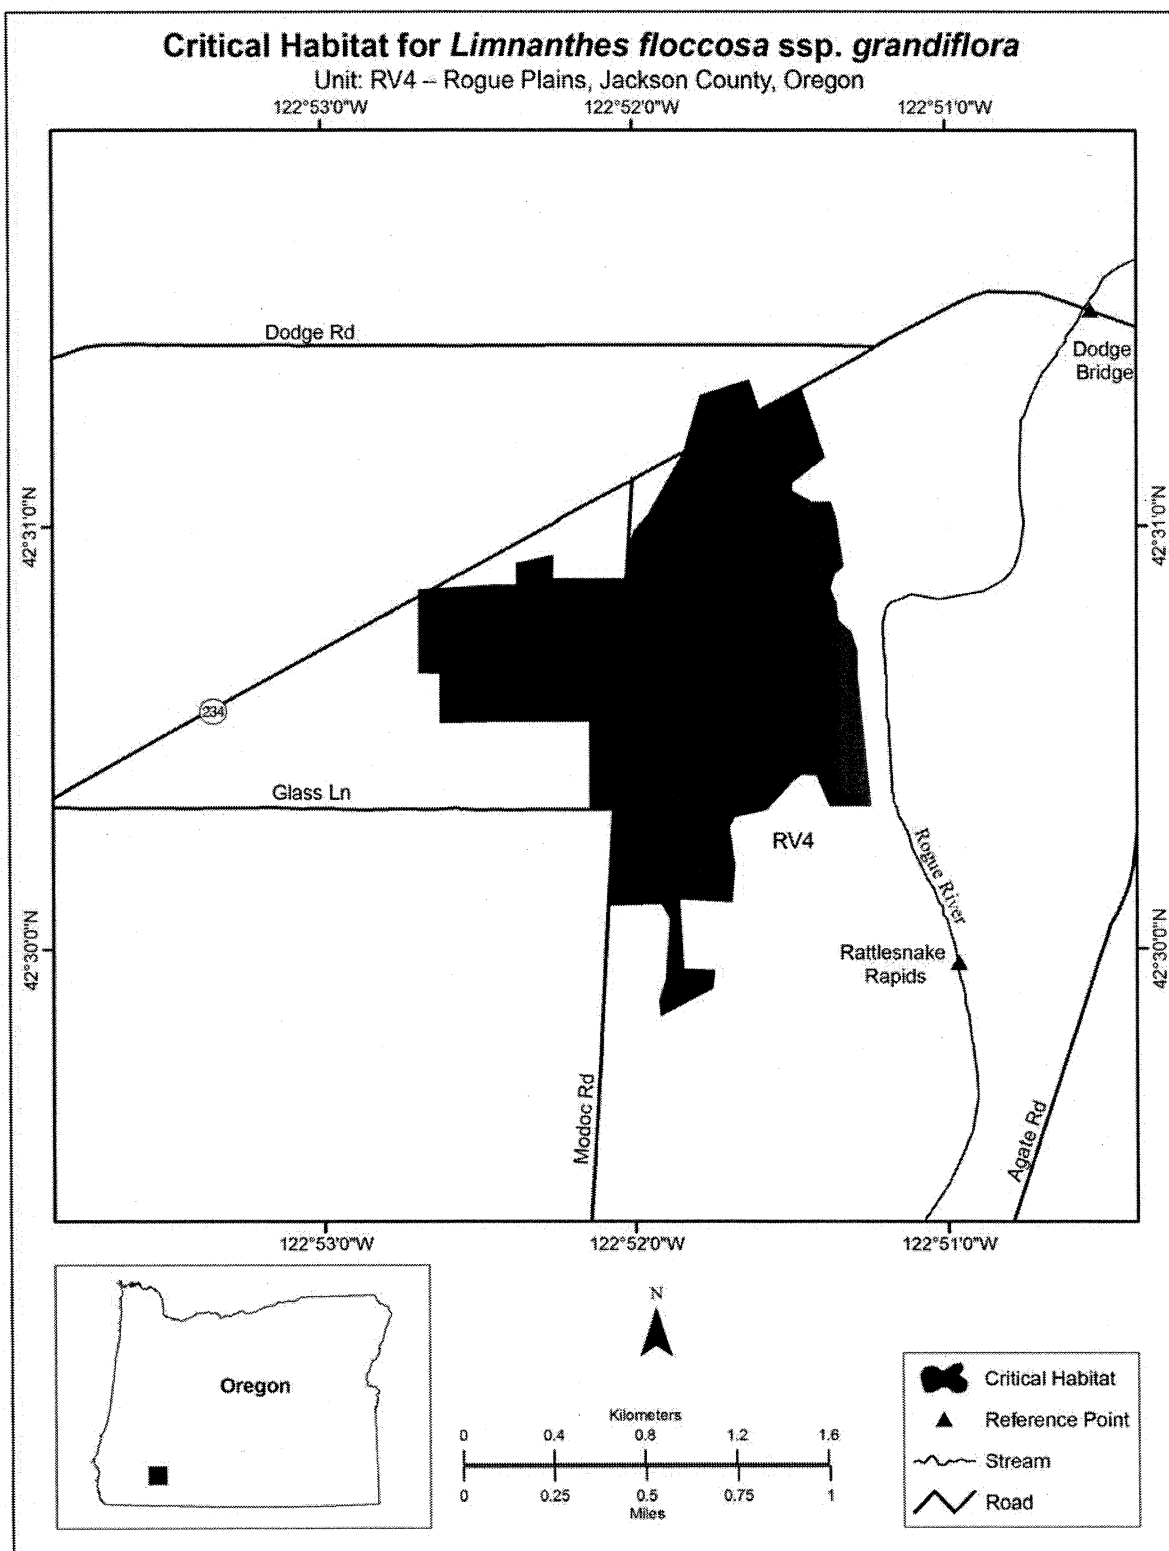 Critical Habitat for Limnanthes floccosa ssp. grandiflora
Unit: RV4 – Rogue Plains, Jackson County, Oregon
122°53'0"W
122°52'0"W
122°51'0"W
Dodge Rd
Dodge
Bridge
42°31'0"N
42°31'0"N
234
Glass Ln
RV4
Rogue River
42°30'0"N
42°30'0"N
Rattlesnake
Rapids
Modoc Rd
Agate Rd
122°53'0"W
122°52'0"W
122°51'0"W
Oregon
N
Kilometers
0 0.4 0.8 1.2 1.6
0 0.25 0.5 0.75 1
Miles
Critical Habitat
Reference Point
Stream
Road